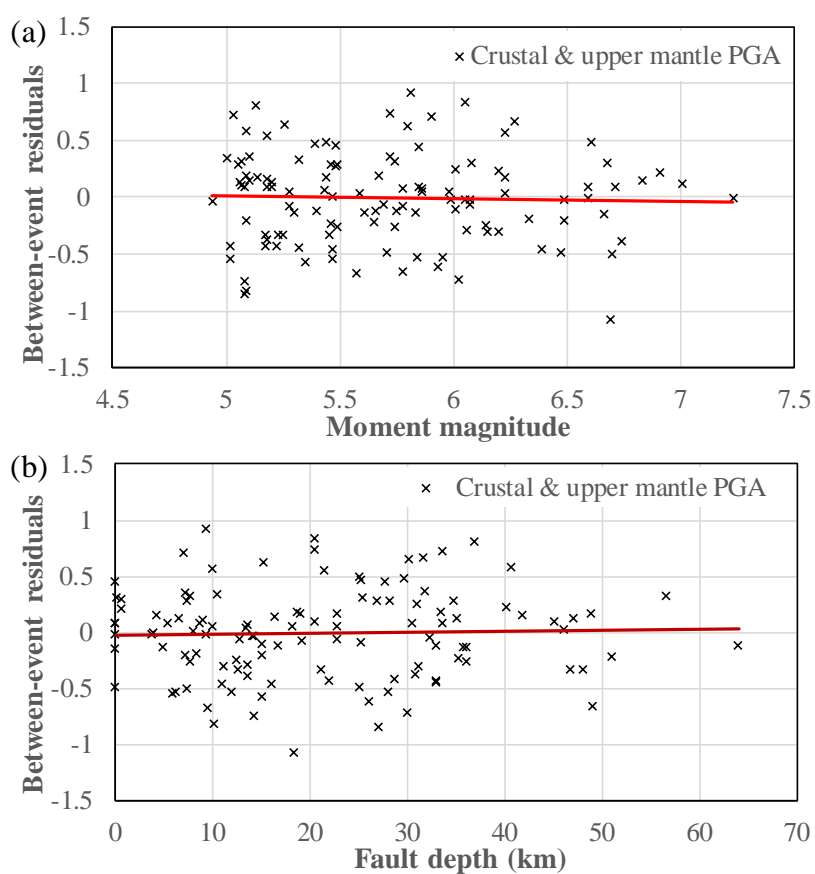 (a)
1.5
1
0.5
0
-0.5
-1
-1.5
Between-event residuals
× Crustal & upper mantle PGA
4.5 5 5.5 6 6.5 7 7.5
Moment magnitude
(b)
1.5
1
0.5
0
-0.5
-1
-1.5
Between-event residuals
× Crustal & upper mantle PGA
0 10 20 30 40 50 60 70
Fault depth (km)